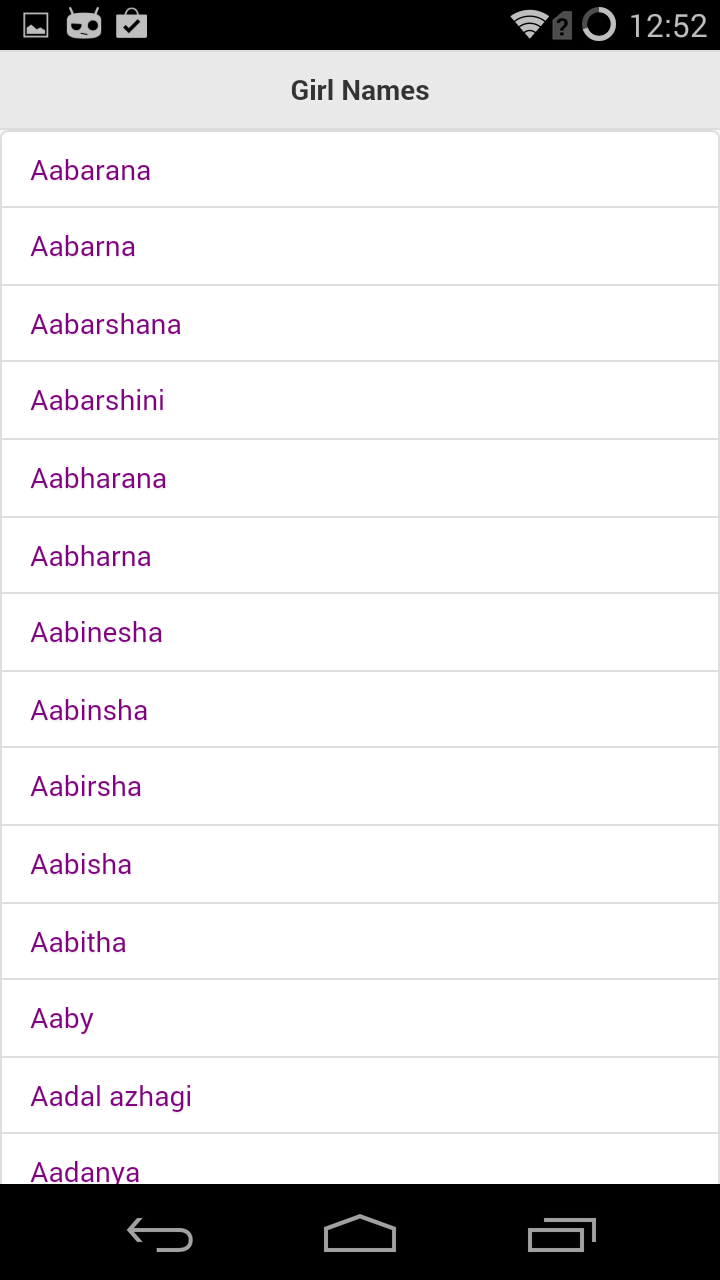 12:52
Girl Names
Aabarana
Aabarna
Aabarshana
Aabarshini
Aabharana
Aabharna
Aabinesha
Aabinsha
Aabirsha
Aabisha
Aabitha
Aaby
Aadal azhagi
Aadanya